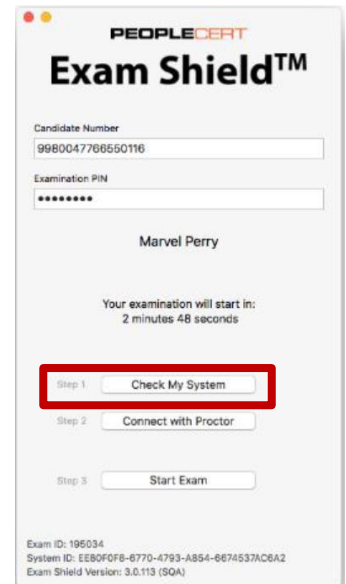 PEOPLECERT
Exam Shield™
Candidate Number
9980047766550116
Examination PIN
••••••••
Marvel Perry
Your examination will start in:
2 minutes 48 seconds
Step 1 Check My System
Step 2 Connect with Proctor
Step 3 Start Exam
Exam ID: 195034
System ID: EE80F0F8-6770-4793-A854-6674537AC6A2
Exam Shield Version: 3.0.113 (SQA)